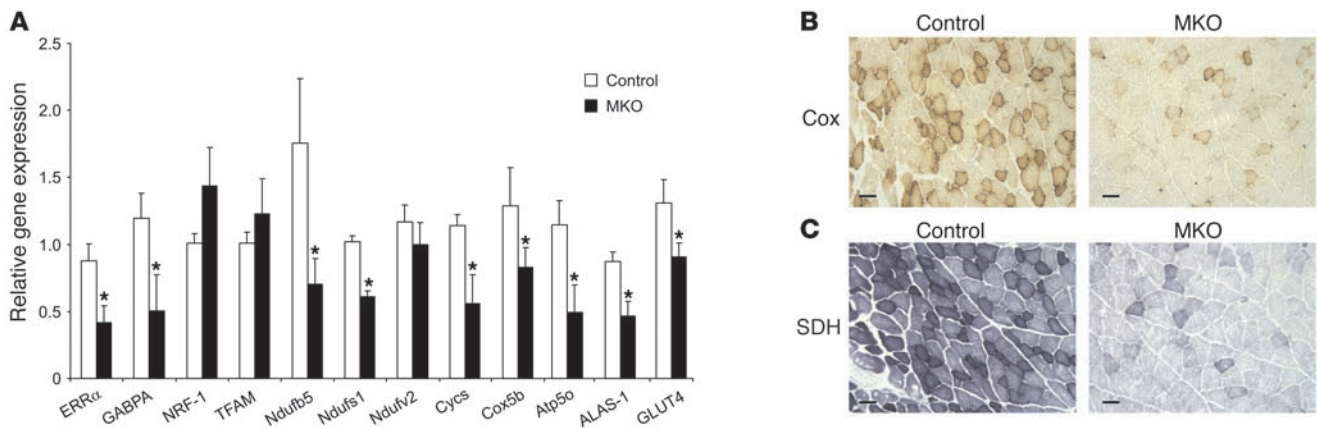 A
Relative gene expression
2.5
2.0
1.5
1.0
0.5
0
Control
MKO
*
*
*
*
*
*
*
*
*
ERRα
GABPA
NRF-1
TFAM
Ndufb5
Ndufs1
Ndufv2
Cycs
Cox5b
Atp5o
ALAS-1
GLUT4
B
Control
MKO
Cox
C
Control
MKO
SDH